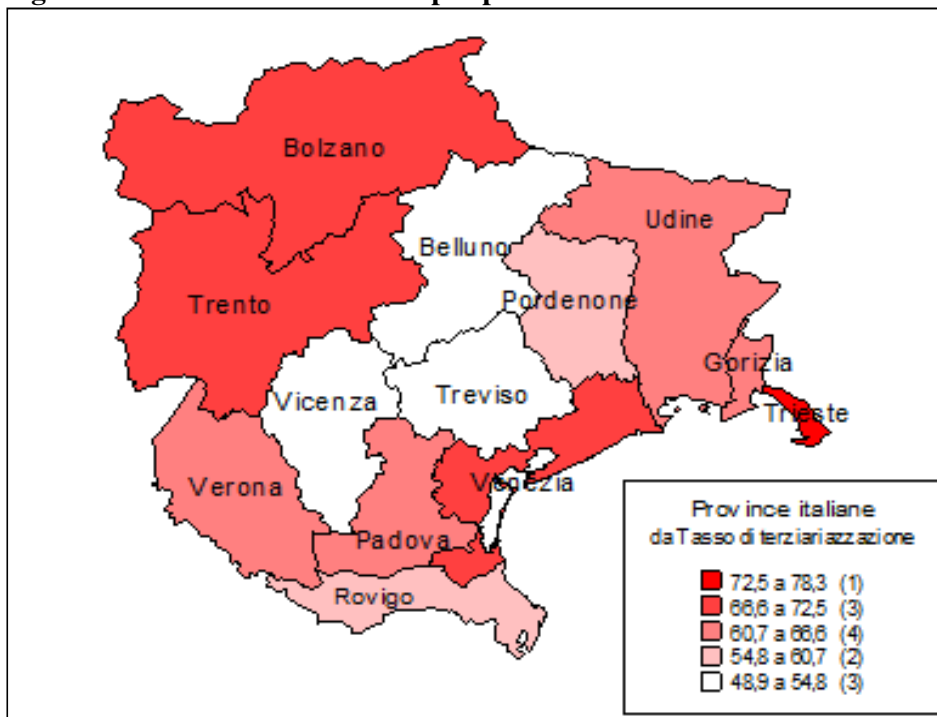 Bolzano
Udine
Belluno
Trento
Pordenone
Gorizia
Treviso
Vicenza
Trieste
Venezia
Verona
Padova
Rovigo
Province italiane
da Tasso di terziariazzazione
72,5 a 78,3 (1)
66,6 a 72,5 (3)
60,7 a 66,6 (4)
54,8 a 60,7 (2)
48,9 a 54,8 (3)